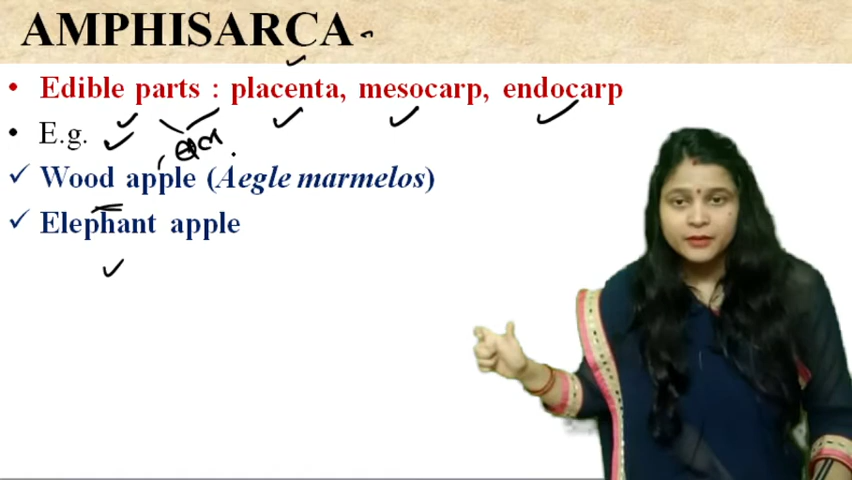 AMPHISARCA
• Edible parts : placenta, mesocarp, endocarp
• E.g.
✓ Wood apple (Aegle marmelos)
✓ Elephant apple